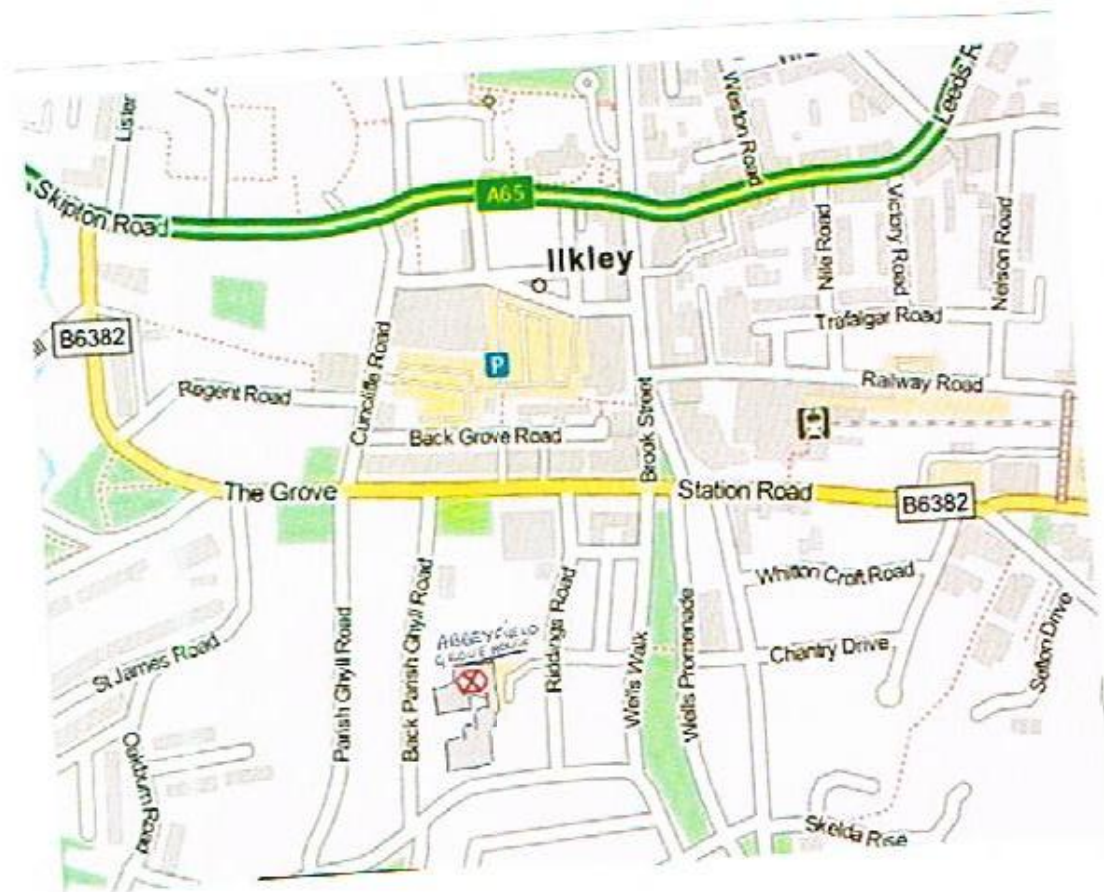 Lister
Weston Road
Leeds R
Skipton Road
A65
Ilkley
Nile Road
Victory Road
Nelson Road
B6382
Cuncliffe Road
P
Trafalgar Road
Regent Road
Railway Road
Back Grove Road
Brook Street
The Grove
Station Road
B6382
Whitton Croft Road
St James Road
Parish Ghyll Road
Back Parish Ghyll Road
ABBEYFIELD
GROVE HOUSE
Riddings Road
Wells Walk
Wells Promenade
Chantry Drive
Sefton Drive
Oakburn Road
Skelda Rise